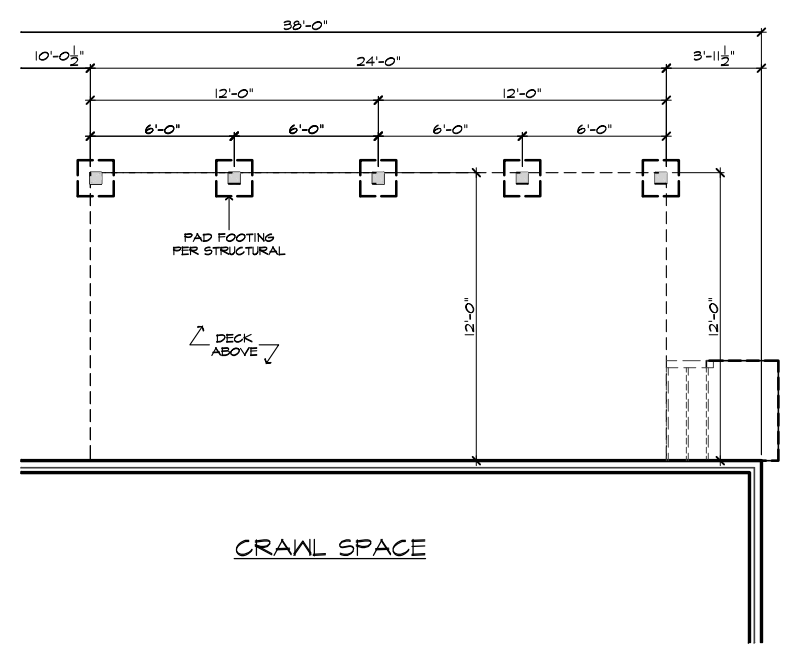 38'-0"
10'-0½" 24'-0" 3'-11½"
12'-0" 12'-0"
6'-0" 6'-0" 6'-0" 6'-0"
PAD FOOTING
PER STRUCTURAL
12'-0" 12'-0"
DECK
ABOVE
CRAWL SPACE